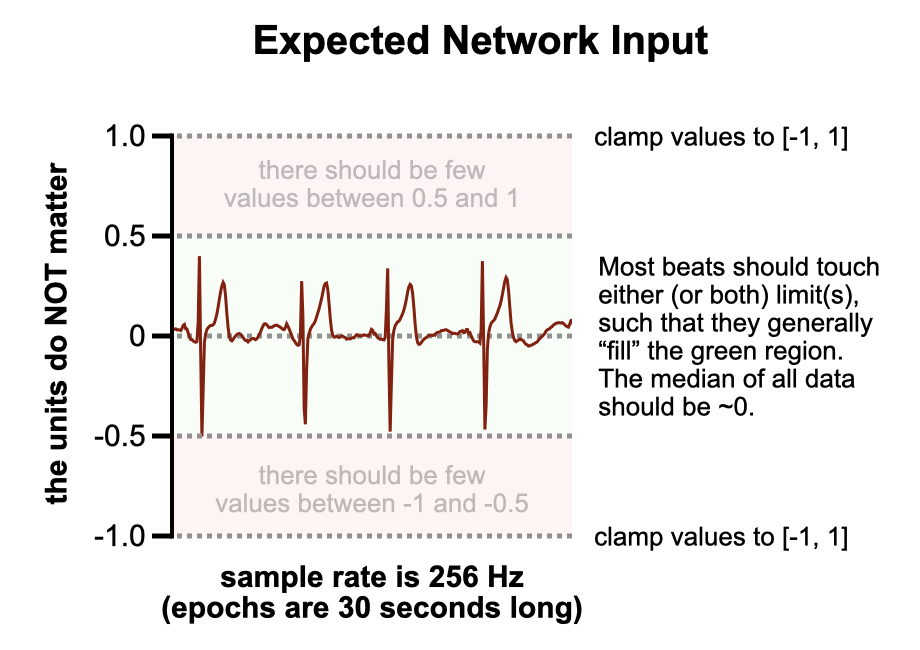 Expected Network Input
the units do NOT matter
1.0
0.5
0
-0.5
-1.0
there should be few
values between 0.5 and 1
there should be few
values between -1 and -0.5
clamp values to [-1, 1]
Most beats should touch
either (or both) limit(s),
such that they generally
“fill” the green region.
The median of all data
should be ~0.
clamp values to [-1, 1]
sample rate is 256 Hz
(epochs are 30 seconds long)